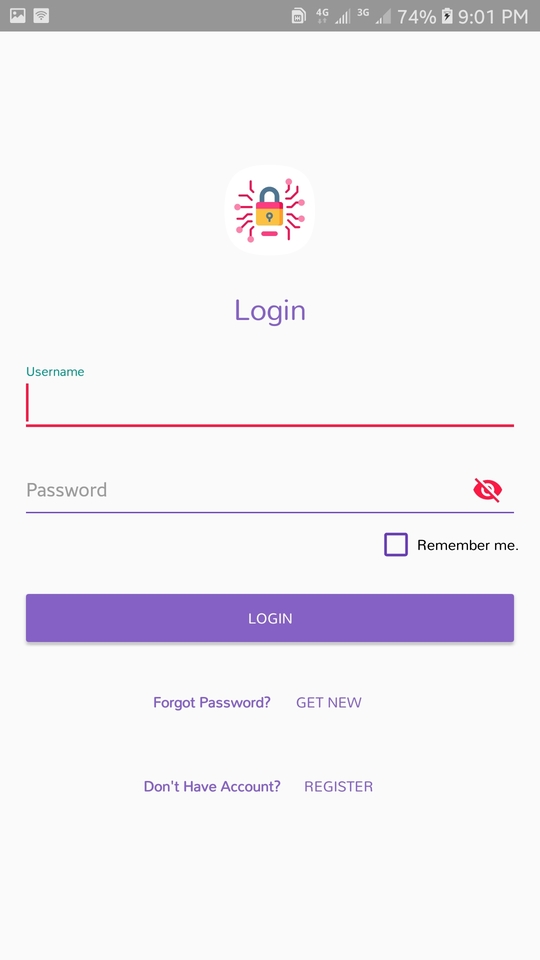 4G 3G 74% 9:01 PM
Login
Username
Password
Remember me.
LOGIN
Forgot Password? GET NEW
Don't Have Account? REGISTER